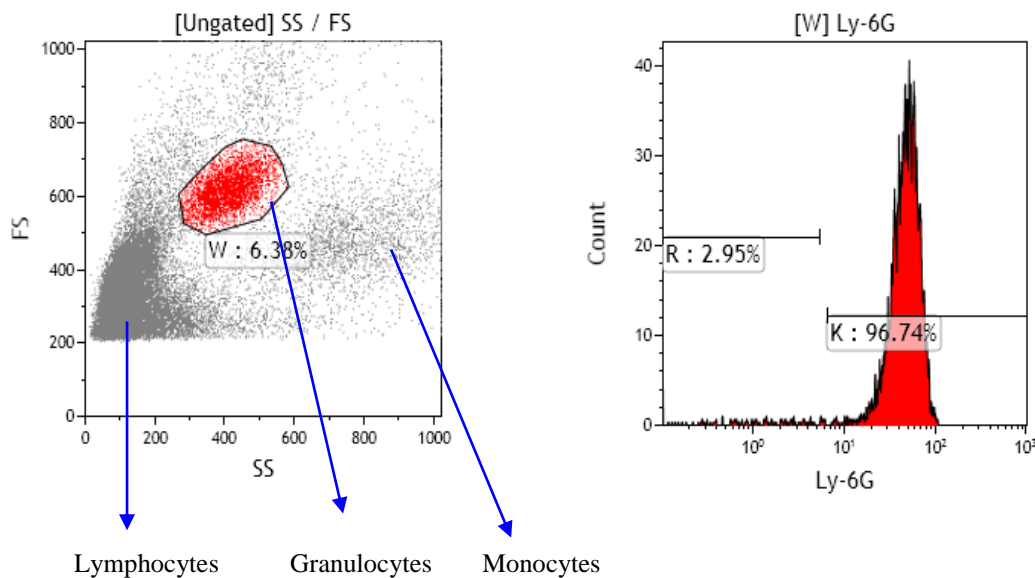 [Ungated] SS / FS
1000
800
600
400
200
0
FS
W : 6.38%
0 200 400 600 800 1000
SS
[W] Ly-6G
40
30
20
10
0
Count
R : 2.95%
K : 96.74%
10⁰ 10¹ 10² 10³
Ly-6G
Lymphocytes Granulocytes Monocytes